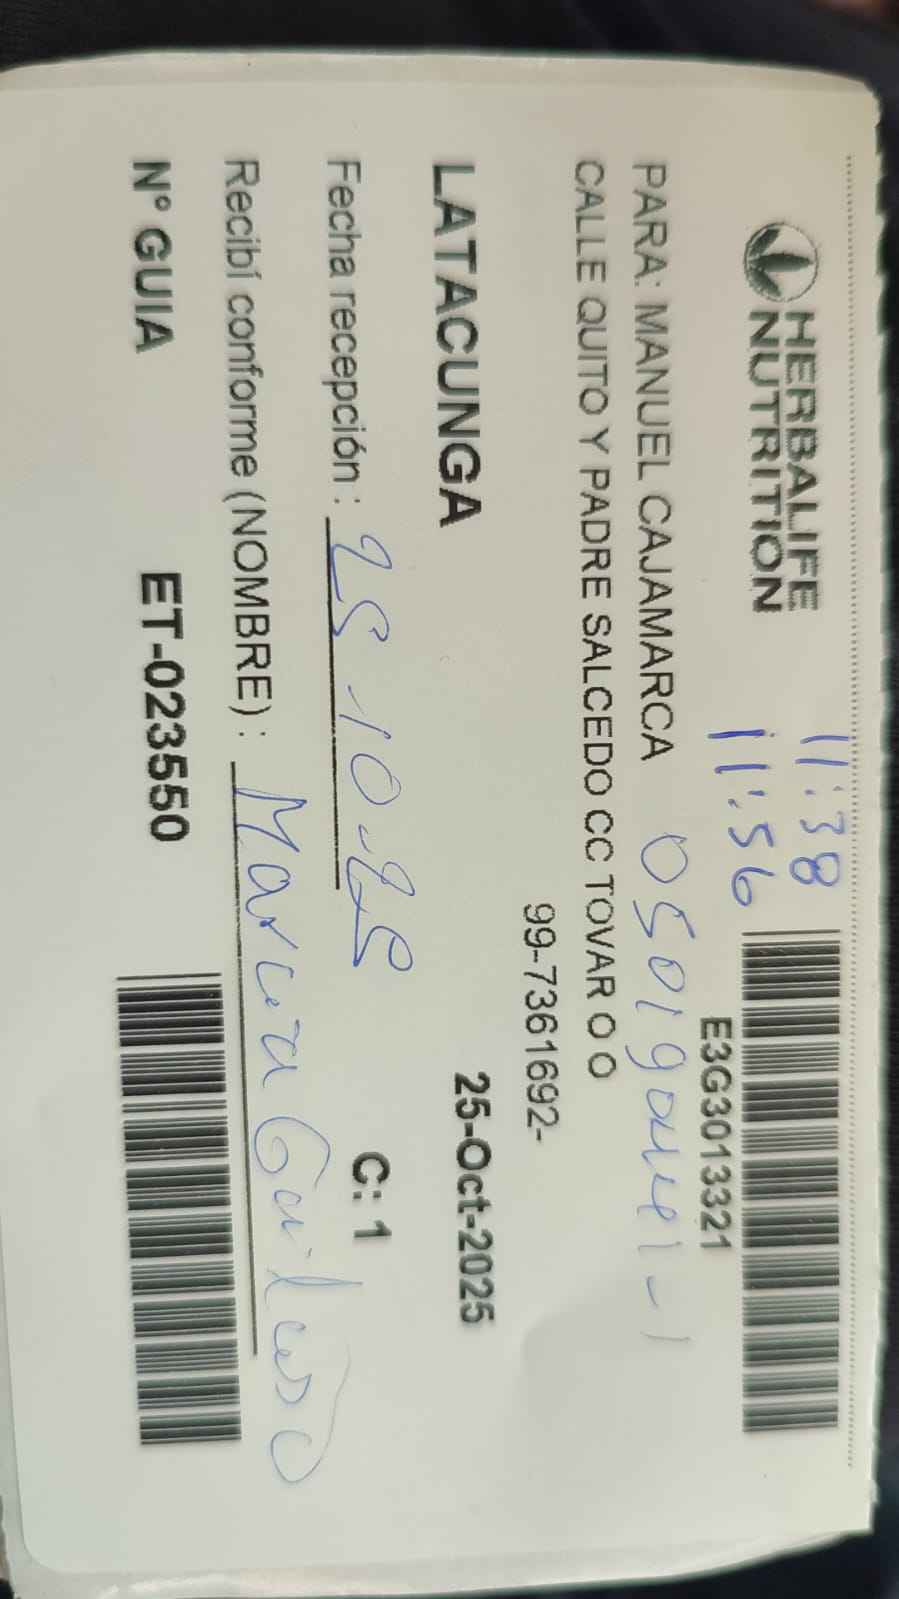 HERBALIFE
NUTRITION
11:38
11:56
E3G3013321
PARA: MANUEL CAJAMARCA
CALLE QUITO Y PADRE SALCEDO CC TOVAR O O
99-7361692-
LATACUNGA
25-Oct-2025
Fecha recepción : 25-10-25
C: 1
Recibí conforme (NOMBRE) :
N° GUIA
ET-023550